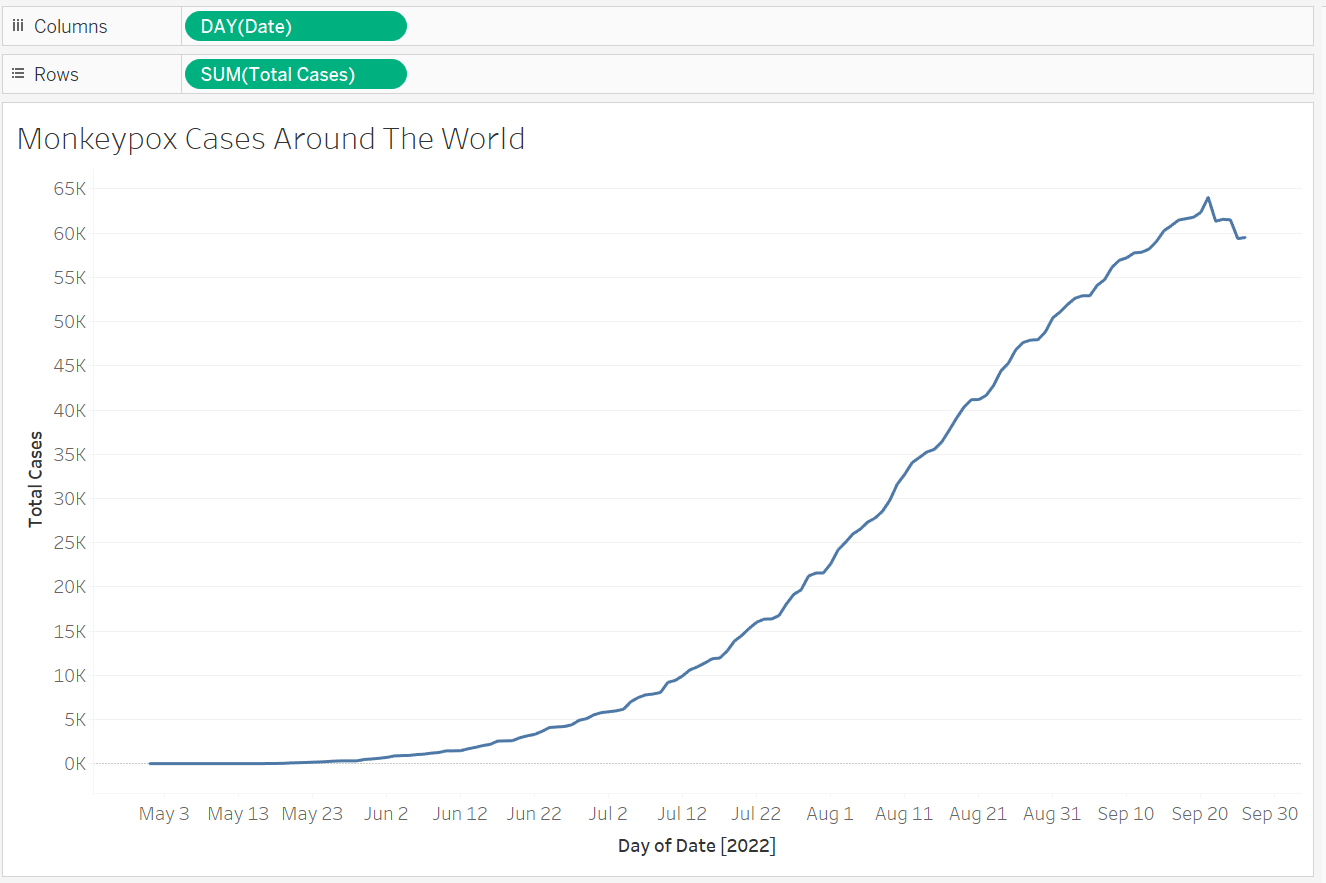 Columns
DAY(Date)
Rows
SUM(Total Cases)
Monkeypox Cases Around The World
65K
60K
55K
50K
45K
40K
35K
30K
25K
20K
15K
10K
5K
0K
Total Cases
May 3 May 13 May 23 Jun 2 Jun 12 Jun 22 Jul 2 Jul 12 Jul 22 Aug 1 Aug 11 Aug 21 Aug 31 Sep 10 Sep 20 Sep 30
Day of Date [2022]